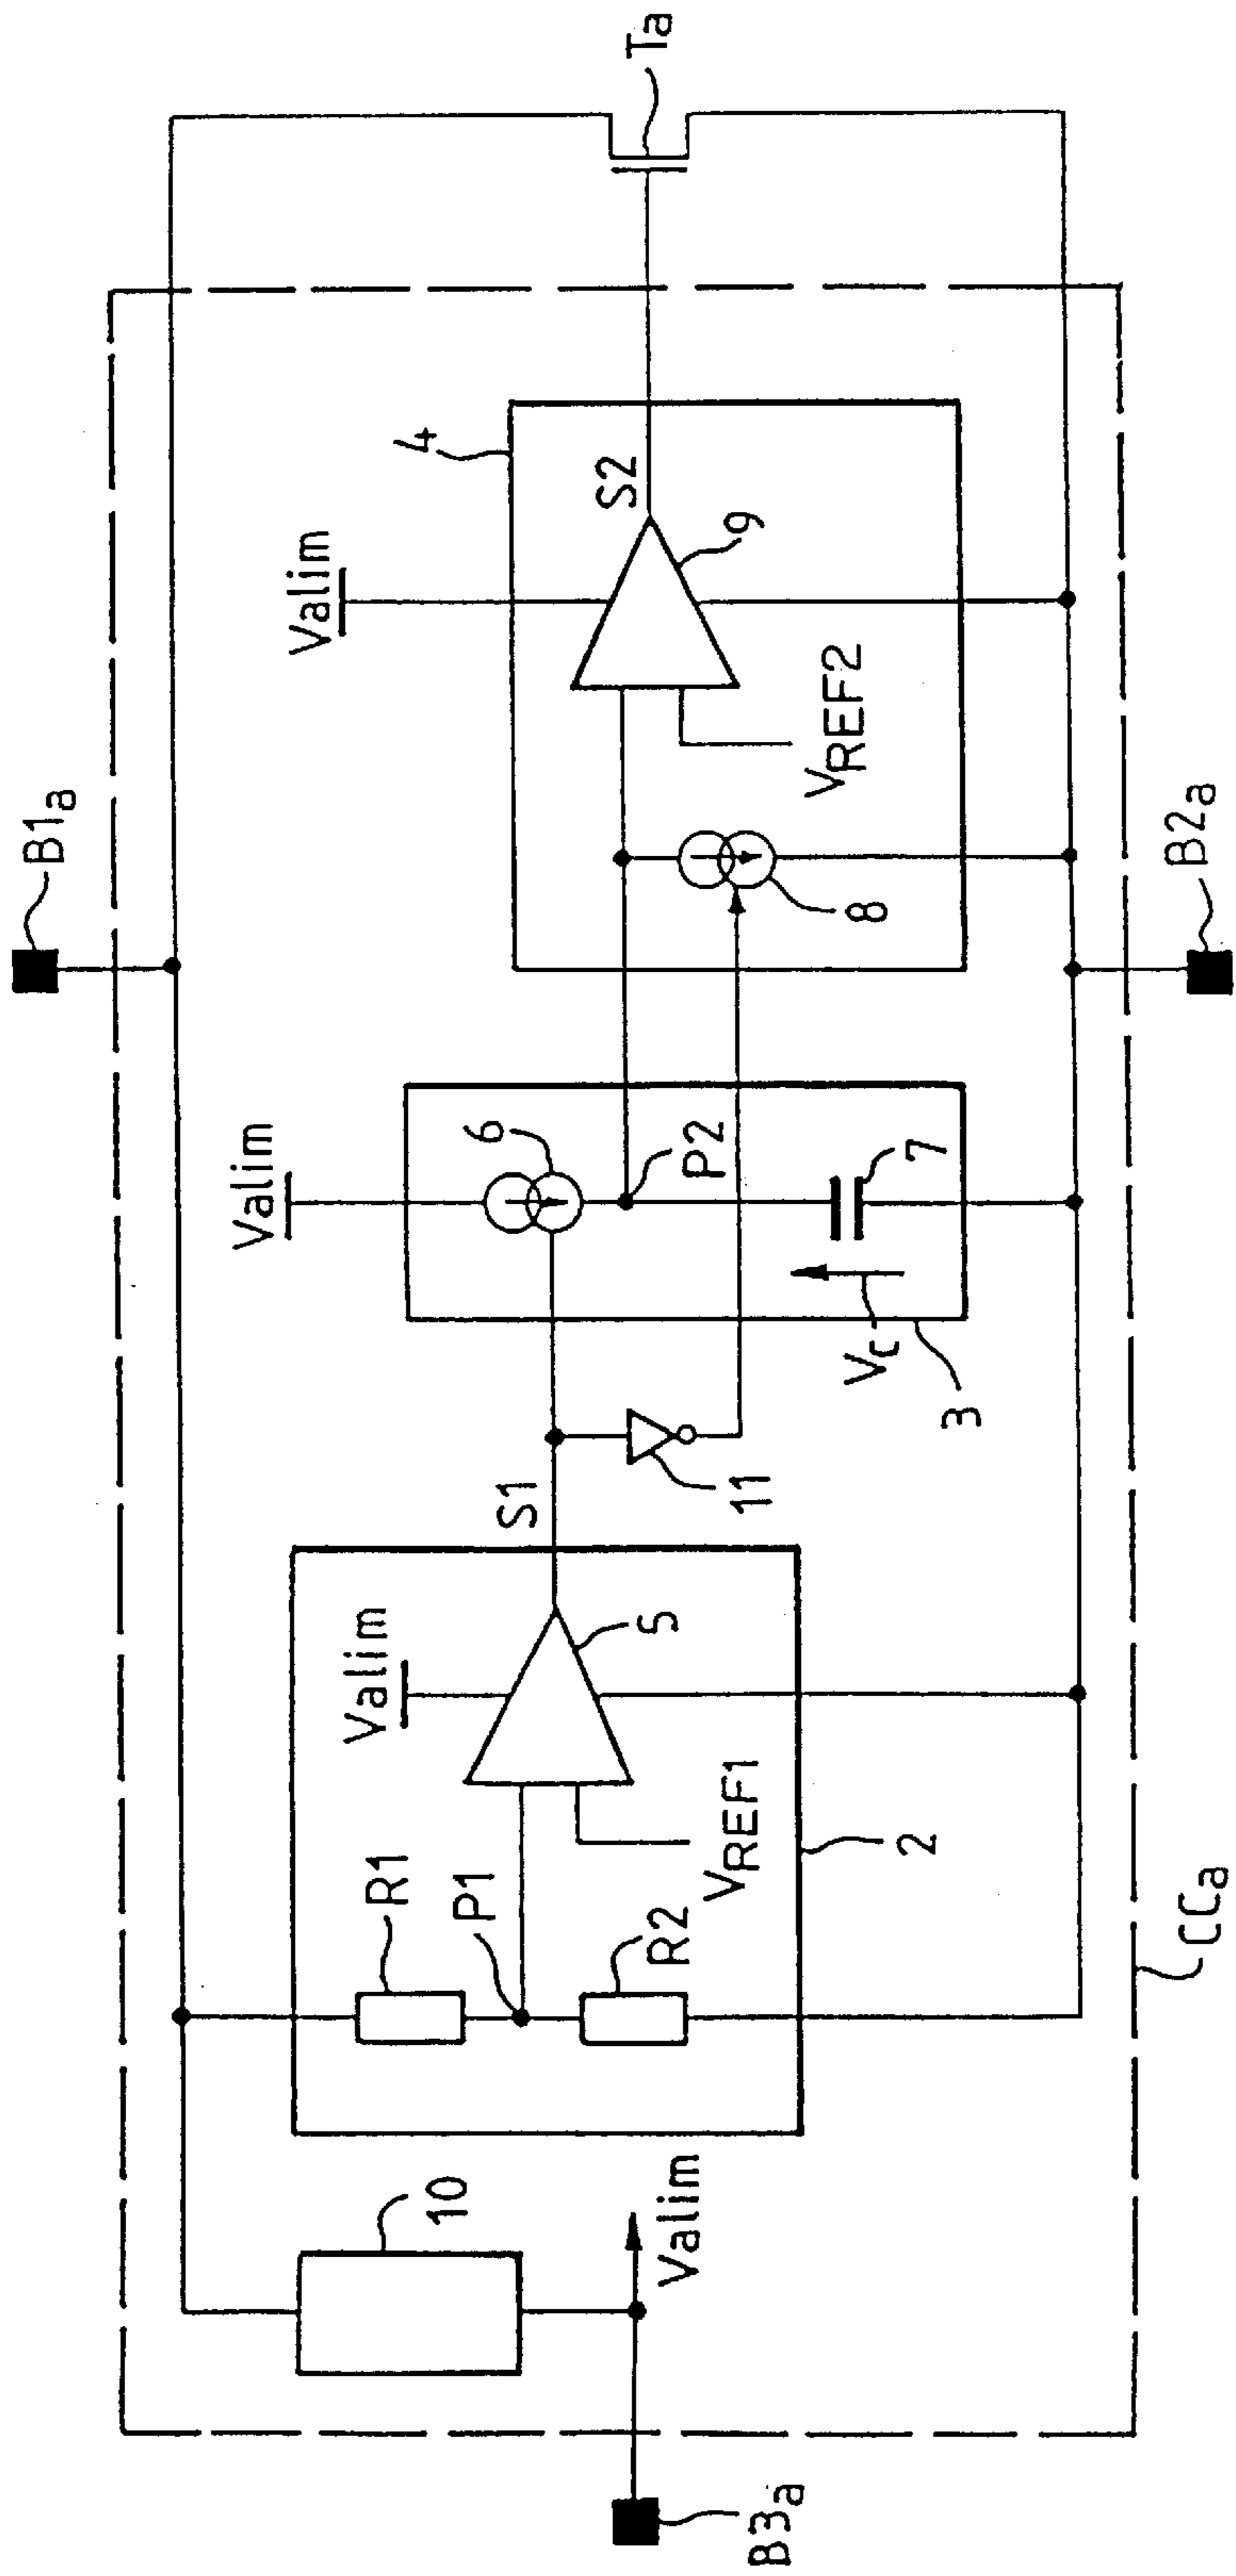 B1a
Ta
Valim
4
S2
9
VREF2
8
Valim
6
P2
7
Vc
3
B2a
S1
11
Valim
5
R1
P1
R2
VREF1
2
10
Valim
CCa
B3a